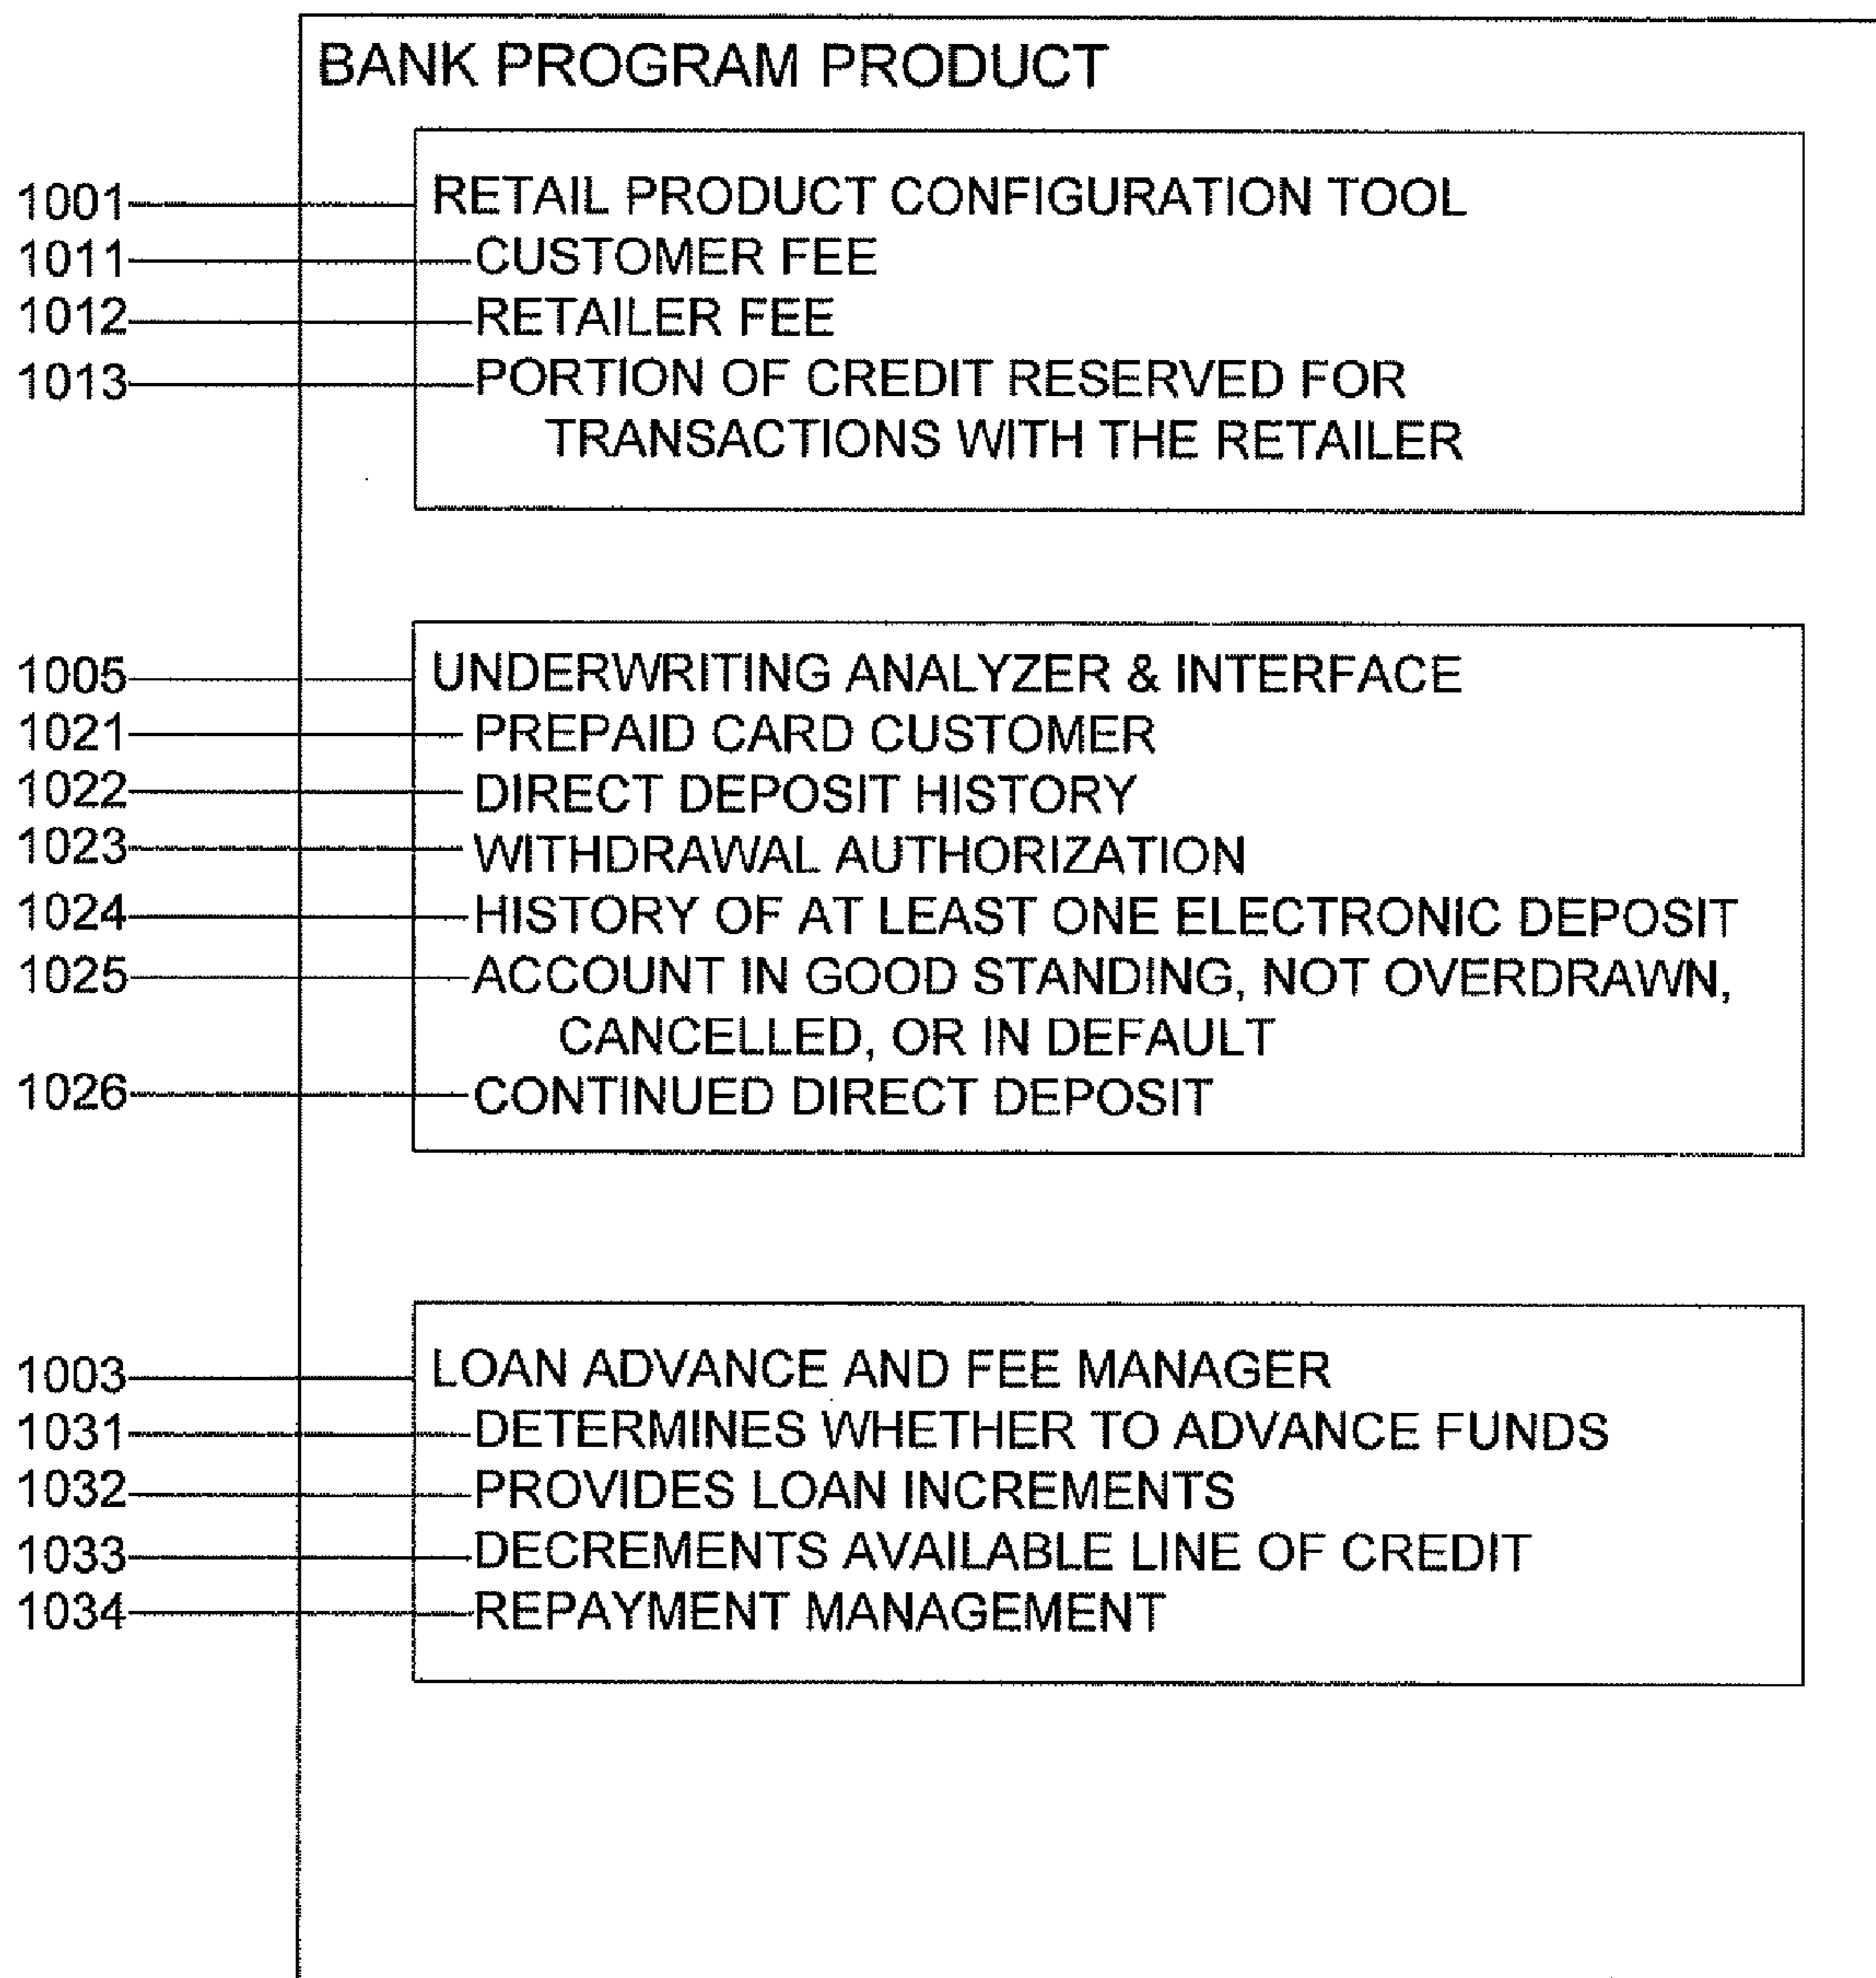 BANK PROGRAM PRODUCT
1001 RETAIL PRODUCT CONFIGURATION TOOL
1011 CUSTOMER FEE
1012 RETAILER FEE
1013 PORTION OF CREDIT RESERVED FOR
TRANSACTIONS WITH THE RETAILER
1005 UNDERWRITING ANALYZER & INTERFACE
1021 PREPAID CARD CUSTOMER
1022 DIRECT DEPOSIT HISTORY
1023 WITHDRAWAL AUTHORIZATION
1024 HISTORY OF AT LEAST ONE ELECTRONIC DEPOSIT
1025 ACCOUNT IN GOOD STANDING, NOT OVERDRAWN,
CANCELLED, OR IN DEFAULT
1026 CONTINUED DIRECT DEPOSIT
1003 LOAN ADVANCE AND FEE MANAGER
1031 DETERMINES WHETHER TO ADVANCE FUNDS
1032 PROVIDES LOAN INCREMENTS
1033 DECREMENTS AVAILABLE LINE OF CREDIT
1034 REPAYMENT MANAGEMENT